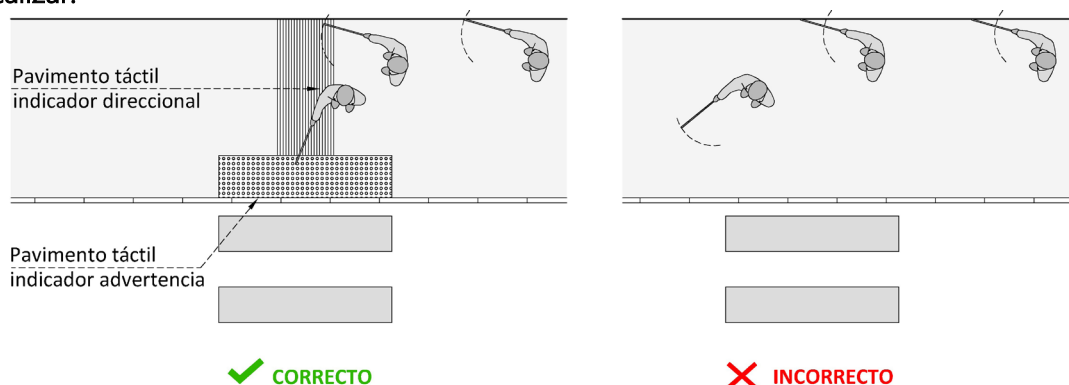 Pavimento táctil
indicador direccional
Pavimento táctil
indicador advertencia
CORRECTO
INCORRECTO